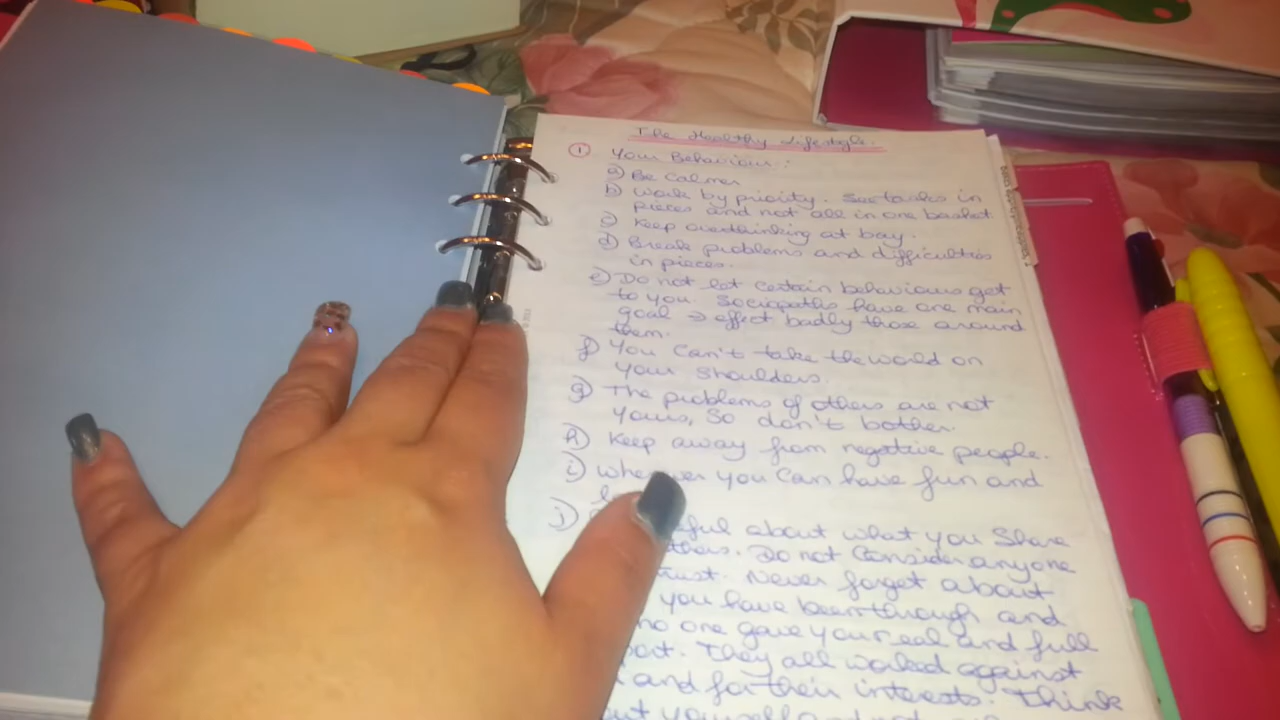 The Healthy Lifestyle.
① Your Behaviour:
a) Be Calmer
b) Work by priority. See tasks in
pieces and not all in one basket
c) Keep overthinking at bay.
d) Break problems and difficulties
in pieces.
e) Do not let certain behaviours get
to you. Sociopaths have one main
goal → effect badly those around
them.
f) You Can't take the world on
your shoulders.
g) The problems of others are not
yours, So don't bother.
h) Keep away from negative people.
i) you can have fun and
j) about what you Share
Do not Consider anyone
Never forget about
you have been through and
no one gave you real and full
They all worked against
and for their interests. Think
yourself and not